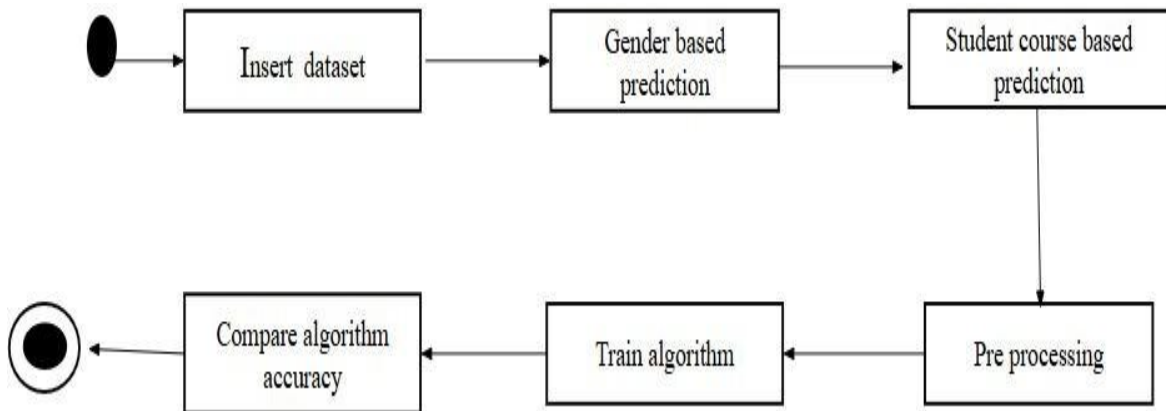 Insert dataset
Gender based
prediction
Student course based
prediction
Pre processing
Train algorithm
Compare algorithm
accuracy